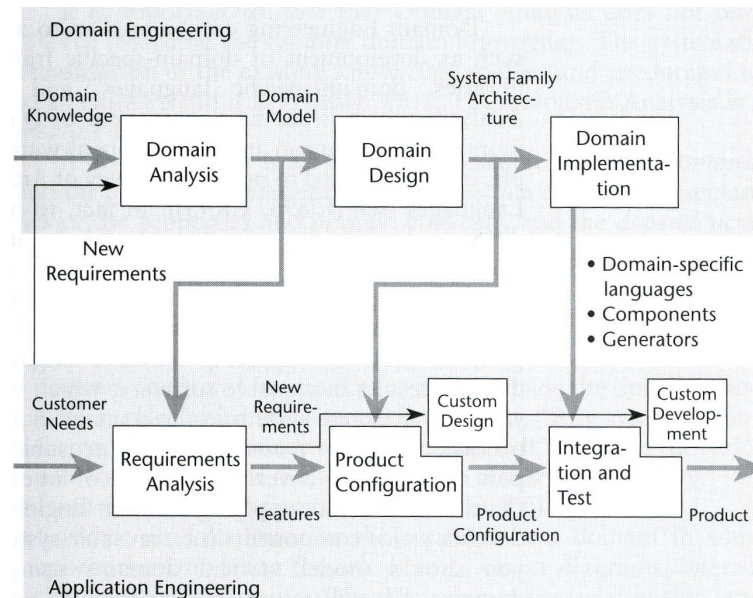 Domain Engineering
Domain
Knowledge
Domain
Model
System Family
Architec-
ture
Domain
Analysis
Domain
Design
Domain
Implementa-
tion
New
Requirements
• Domain-specific
languages
• Components
• Generators
Customer
Needs
New
Require-
ments
Custom
Design
Custom
Develop-
ment
Requirements
Analysis
Product
Configuration
Integra-
tion and
Test
Features
Product
Configuration
Product
Application Engineering